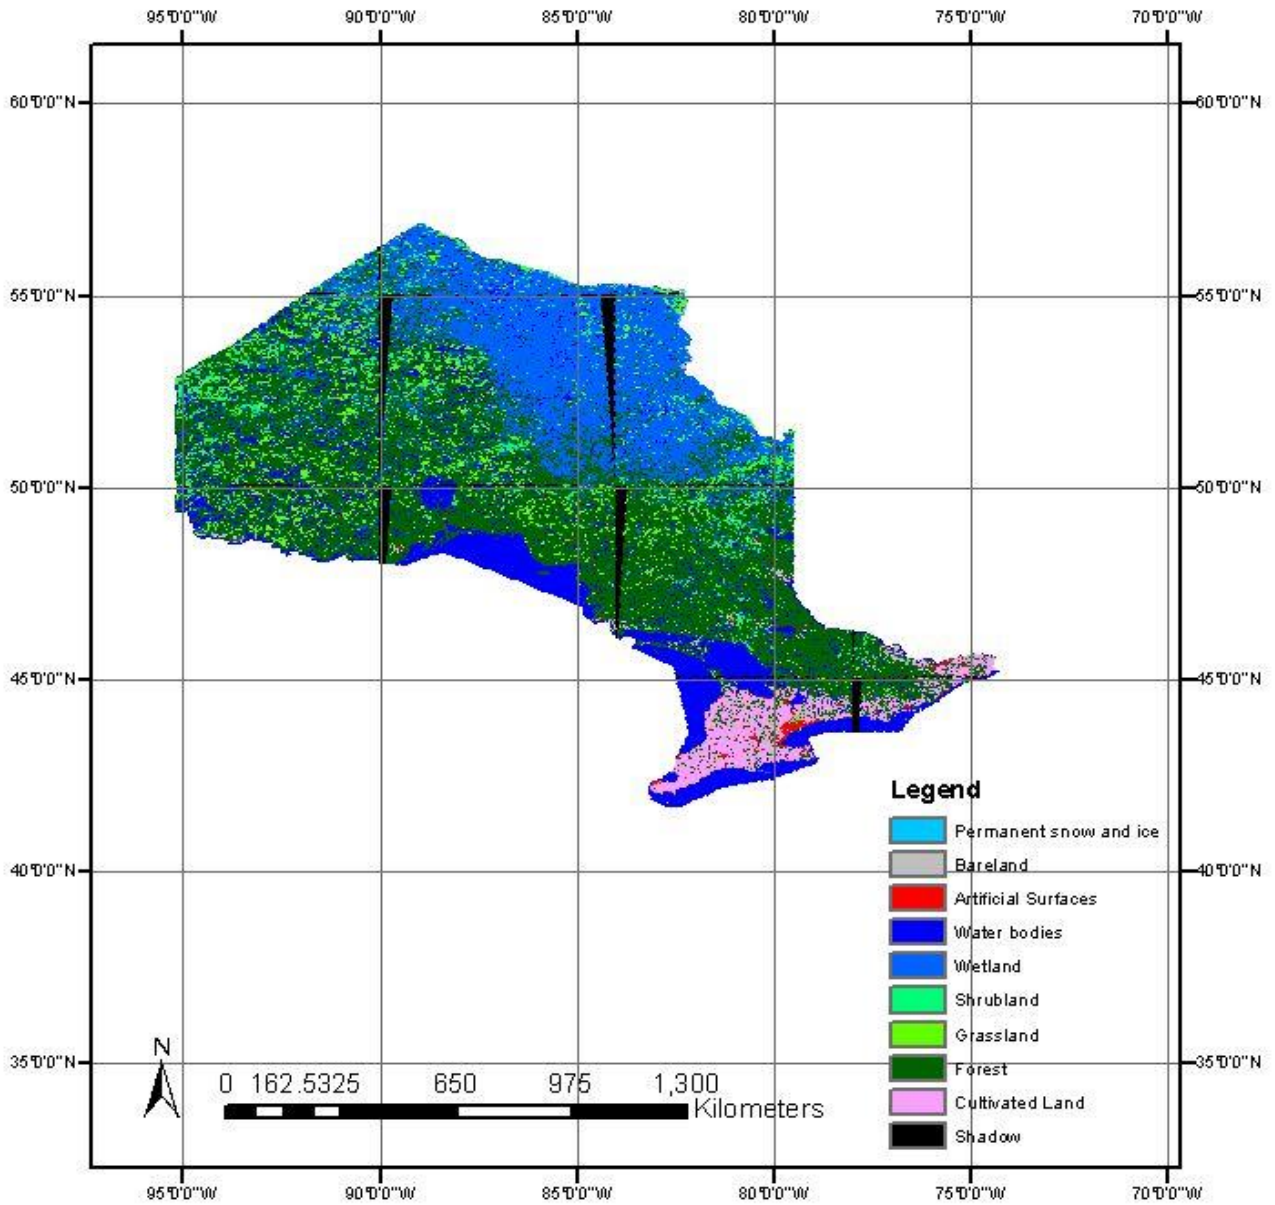 95°0'0"W 90°0'0"W 85°0'0"W 80°0'0"W 75°0'0"W 70°0'0"W
60°0'0"N 60°0'0"N
55°0'0"N 55°0'0"N
50°0'0"N 50°0'0"N
45°0'0"N 45°0'0"N
Legend
Permanent snow and ice
Bareland
40°0'0"N 40°0'0"N
Artificial Surfaces
Water bodies
Wetland
Shrubland
Grassland
N
35°0'0"N 35°0'0"N
Forest
0 162.5325 650 975 1,300
Kilometers
Cultivated Land
Shadow
95°0'0"W 90°0'0"W 85°0'0"W 80°0'0"W 75°0'0"W 70°0'0"W